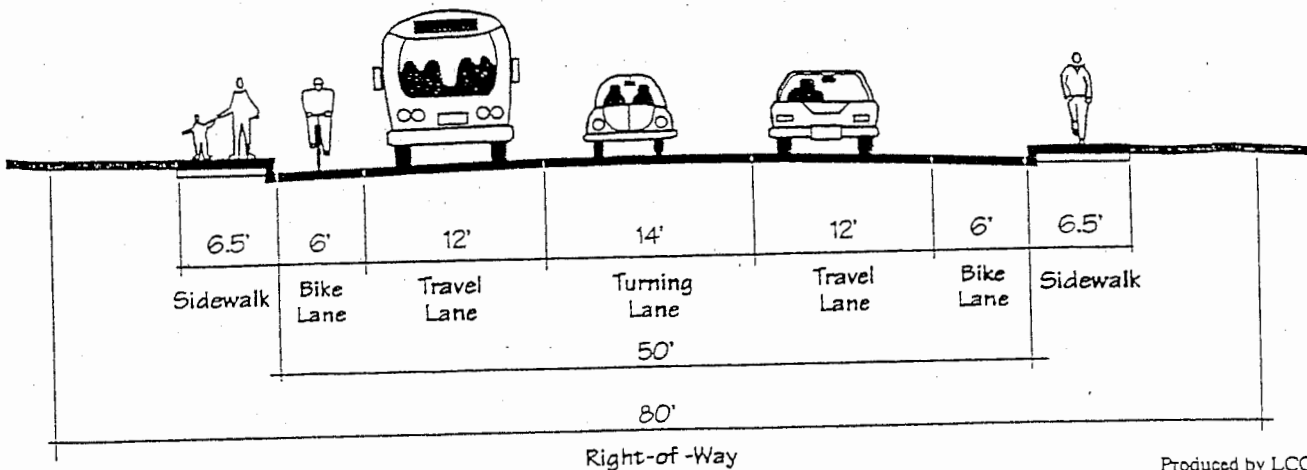 6.5' 6' 12' 14' 12' 6' 6.5'
Sidewalk Bike Lane Travel Lane Turning Lane Travel Lane Bike Lane Sidewalk
50'
80'
Right-of-Way
Produced by LCO